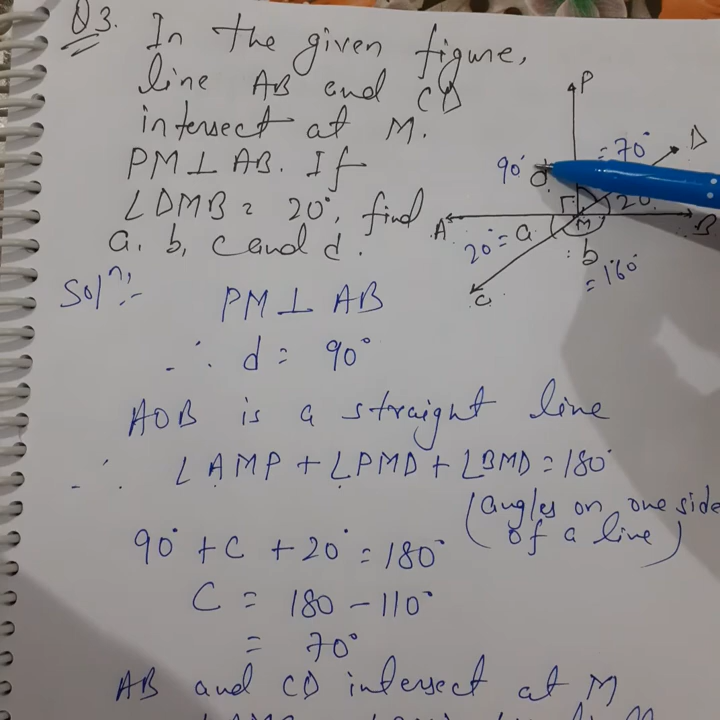 Q3. In the given figure,
line AB and CD
intersect at M.
PM ⊥ AB. If
∠DMB = 20°, find
a, b, c and d.
P
D
= 70°
90° d
20°
A
B
M
20° = a
b
= 160°
C
Solⁿ:-
PM ⊥ AB
∴ d = 90°
AOB is a straight line
∴ ∠AMP + ∠PMD + ∠BMD = 180°
(angles on one side
of a line)
90° + c + 20° = 180°
C = 180 - 110°
= 70°
AB and CD intersect at M